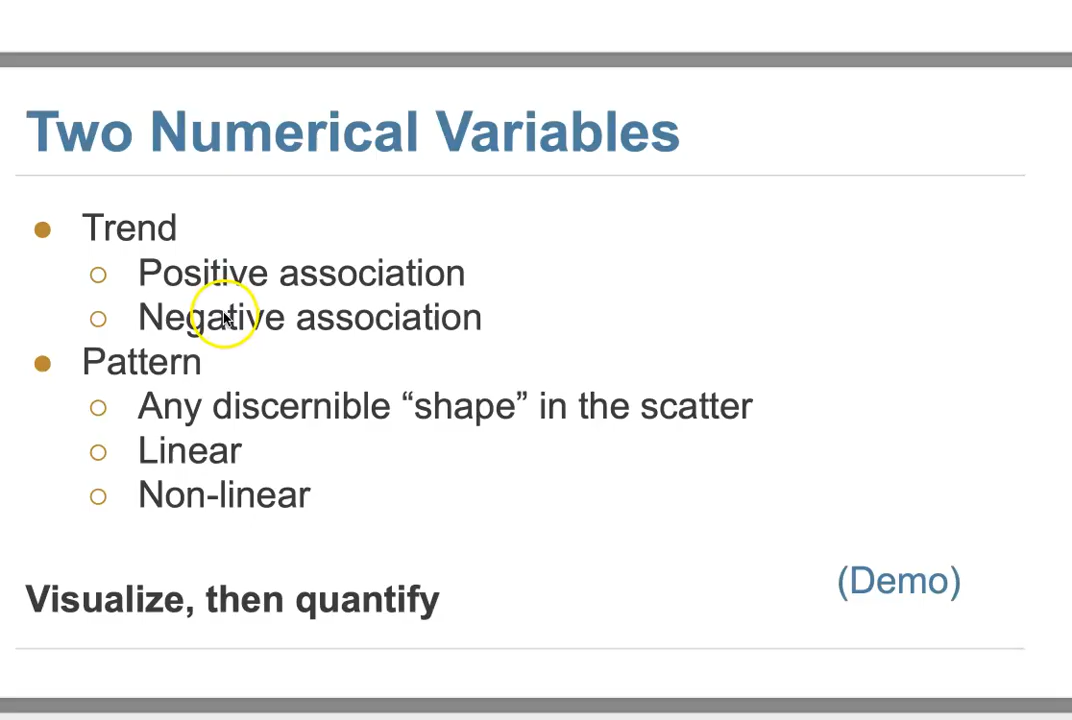 Two Numerical Variables
● Trend
○ Positive association
○ Negative association
● Pattern
○ Any discernible “shape” in the scatter
○ Linear
○ Non-linear
(Demo)
Visualize, then quantify